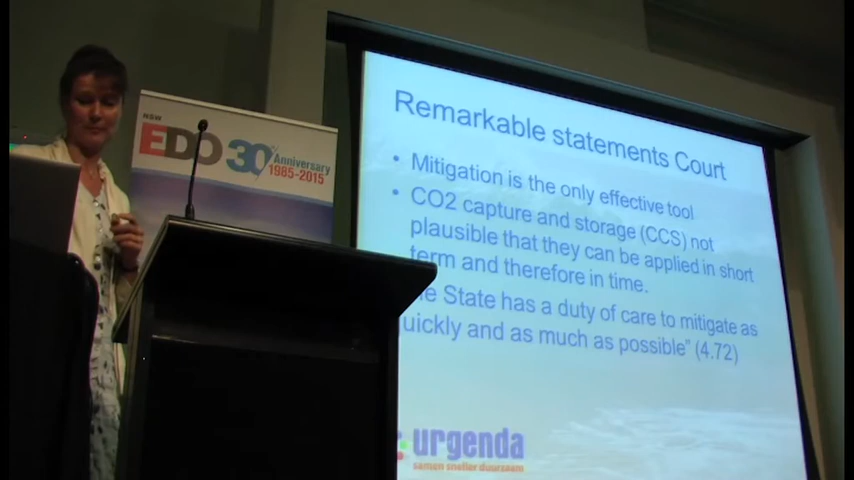 NSW
EDO 30th Anniversary
1985-2015
Remarkable statements Court
• Mitigation is the only effective tool
• CO2 capture and storage (CCS) not
plausible that they can be applied in short
term and therefore in time.
State has a duty of care to mitigate as
uickly and as much as possible” (4.72)
urgenda
samen sneller duurzaam